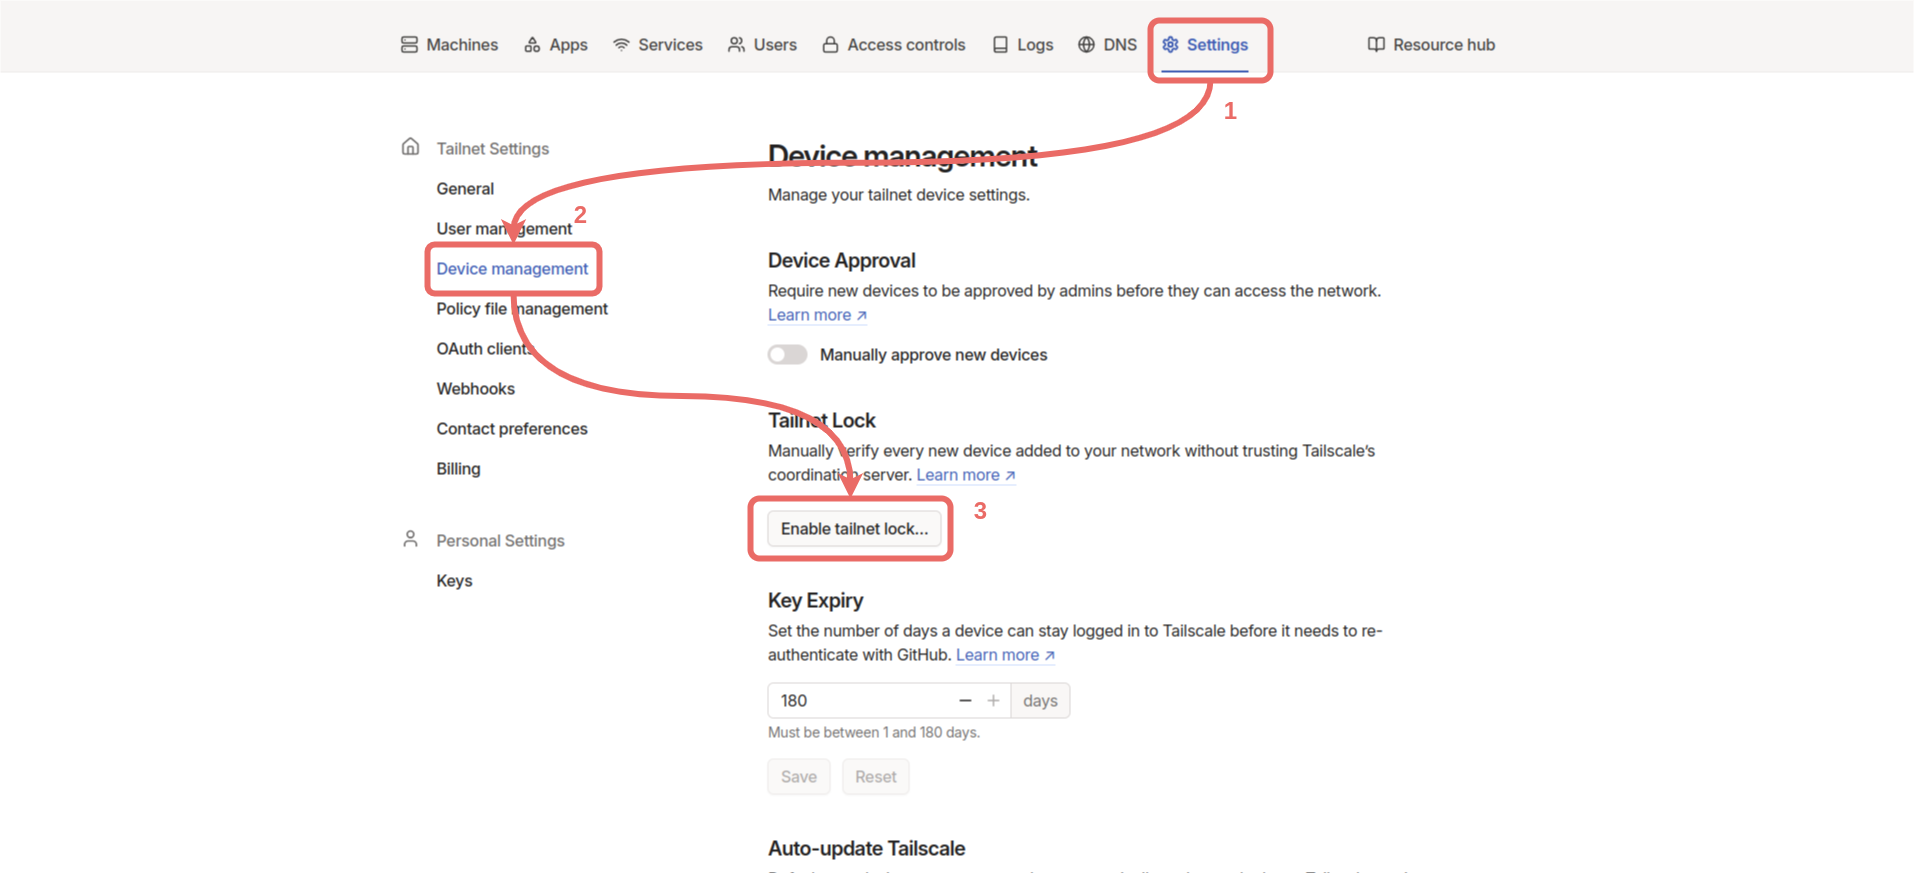 Machines Apps Services Users Access controls Logs DNS Settings Resource hub
1
Tailnet Settings
General
User management
2
Device management
Policy file management
OAuth clients
Webhooks
Contact preferences
Billing
Personal Settings
Keys
Device management
Manage your tailnet device settings.
Device Approval
Require new devices to be approved by admins before they can access the network.
Learn more ↗
Manually approve new devices
Tailnet Lock
Manually verify every new device added to your network without trusting Tailscale's
coordination server. Learn more ↗
Enable tailnet lock...
3
Key Expiry
Set the number of days a device can stay logged in to Tailscale before it needs to re-
authenticate with GitHub. Learn more ↗
180 − + days
Must be between 1 and 180 days.
Save Reset
Auto-update Tailscale